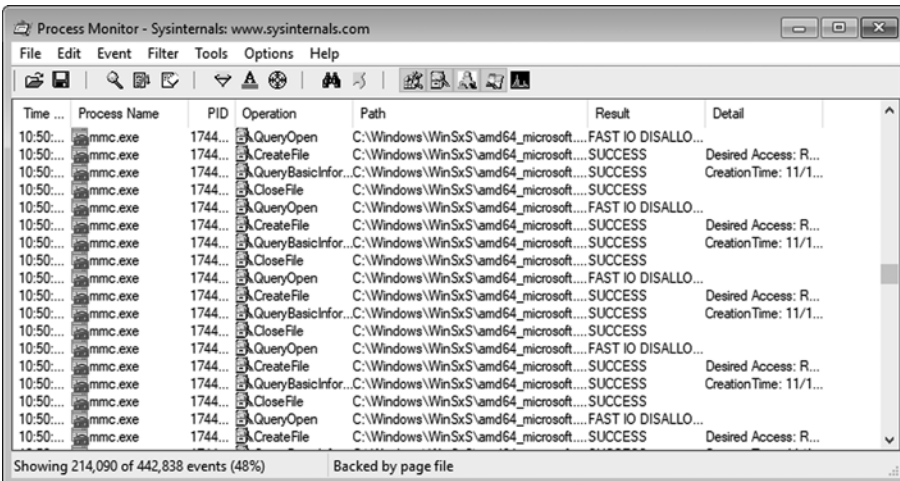 Process Monitor - Sysinternals: www.sysinternals.com
File Edit Event Filter Tools Options Help
Time ... Process Name PID Operation Path Result Detail
10:50:... mmc.exe 1744... QueryOpen C:\Windows\WinSxS\amd64_microsoft.... FAST IO DISALLO...
10:50:... mmc.exe 1744... CreateFile C:\Windows\WinSxS\amd64_microsoft.... SUCCESS Desired Access: R...
10:50:... mmc.exe 1744... QueryBasicInfor... C:\Windows\WinSxS\amd64_microsoft.... SUCCESS CreationTime: 11/1...
10:50:... mmc.exe 1744... CloseFile C:\Windows\WinSxS\amd64_microsoft.... SUCCESS
10:50:... mmc.exe 1744... QueryOpen C:\Windows\WinSxS\amd64_microsoft.... FAST IO DISALLO...
10:50:... mmc.exe 1744... CreateFile C:\Windows\WinSxS\amd64_microsoft.... SUCCESS Desired Access: R...
10:50:... mmc.exe 1744... QueryBasicInfor... C:\Windows\WinSxS\amd64_microsoft.... SUCCESS CreationTime: 11/1...
10:50:... mmc.exe 1744... CloseFile C:\Windows\WinSxS\amd64_microsoft.... SUCCESS
10:50:... mmc.exe 1744... QueryOpen C:\Windows\WinSxS\amd64_microsoft.... FAST IO DISALLO...
10:50:... mmc.exe 1744... CreateFile C:\Windows\WinSxS\amd64_microsoft.... SUCCESS Desired Access: R...
10:50:... mmc.exe 1744... QueryBasicInfor... C:\Windows\WinSxS\amd64_microsoft.... SUCCESS CreationTime: 11/1...
10:50:... mmc.exe 1744... CloseFile C:\Windows\WinSxS\amd64_microsoft.... SUCCESS
10:50:... mmc.exe 1744... QueryOpen C:\Windows\WinSxS\amd64_microsoft.... FAST IO DISALLO...
10:50:... mmc.exe 1744... CreateFile C:\Windows\WinSxS\amd64_microsoft.... SUCCESS Desired Access: R...
10:50:... mmc.exe 1744... QueryBasicInfor... C:\Windows\WinSxS\amd64_microsoft.... SUCCESS CreationTime: 11/1...
10:50:... mmc.exe 1744... CloseFile C:\Windows\WinSxS\amd64_microsoft.... SUCCESS
10:50:... mmc.exe 1744... QueryOpen C:\Windows\WinSxS\amd64_microsoft.... FAST IO DISALLO...
10:50:... mmc.exe 1744... CreateFile C:\Windows\WinSxS\amd64_microsoft.... SUCCESS Desired Access: R...
Showing 214,090 of 442,838 events (48%) Backed by page file